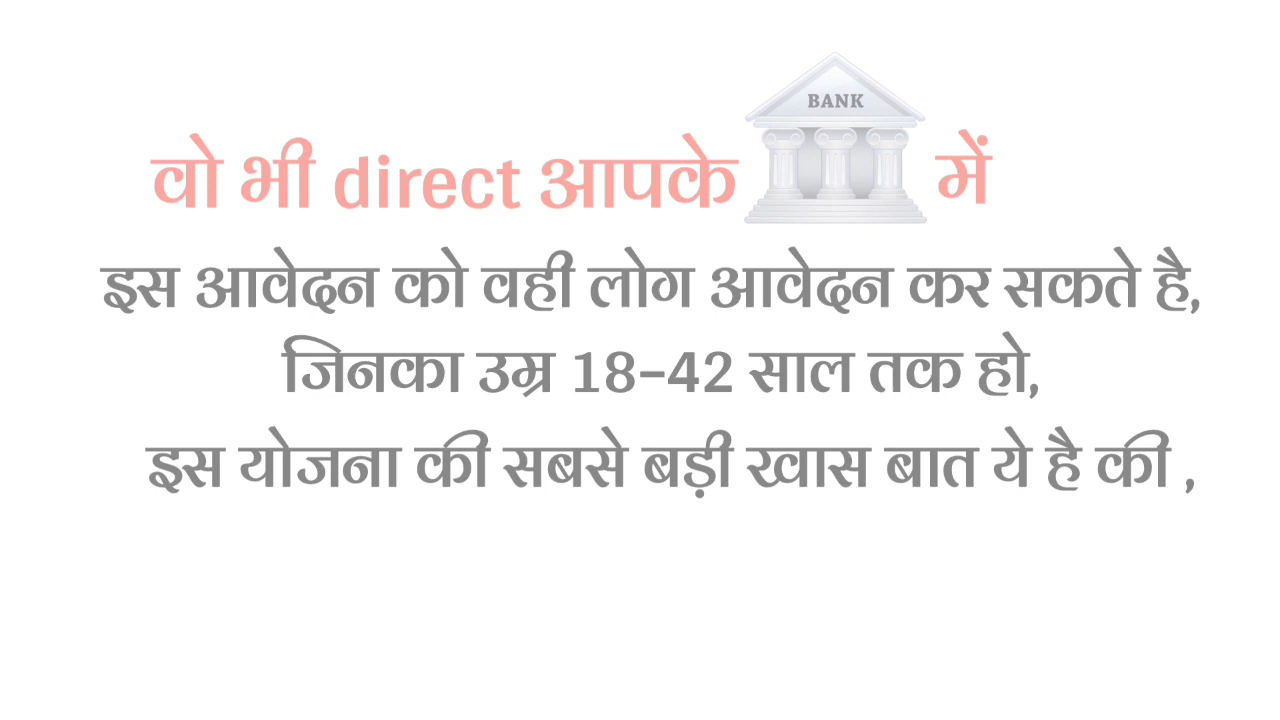 BANK
वो भी direct आपके में
इस आवेदन को वही लोग आवेदन कर सकते है,
जिनका उम्र 18-42 साल तक हो,
इस योजना की सबसे बड़ी खास बात ये है की ,